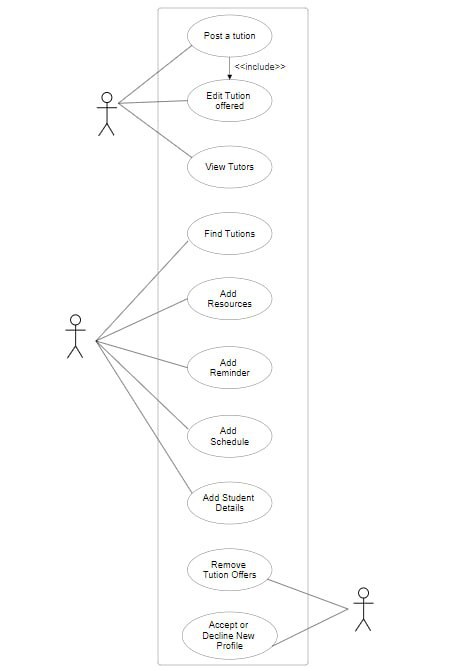 Post a tution
<<include>>
Edit Tution
offered
View Tutors
Find Tutions
Add
Resources
Add
Reminder
Add
Schedule
Add Student
Details
Remove
Tution Offers
Accept or
Decline New
Profile